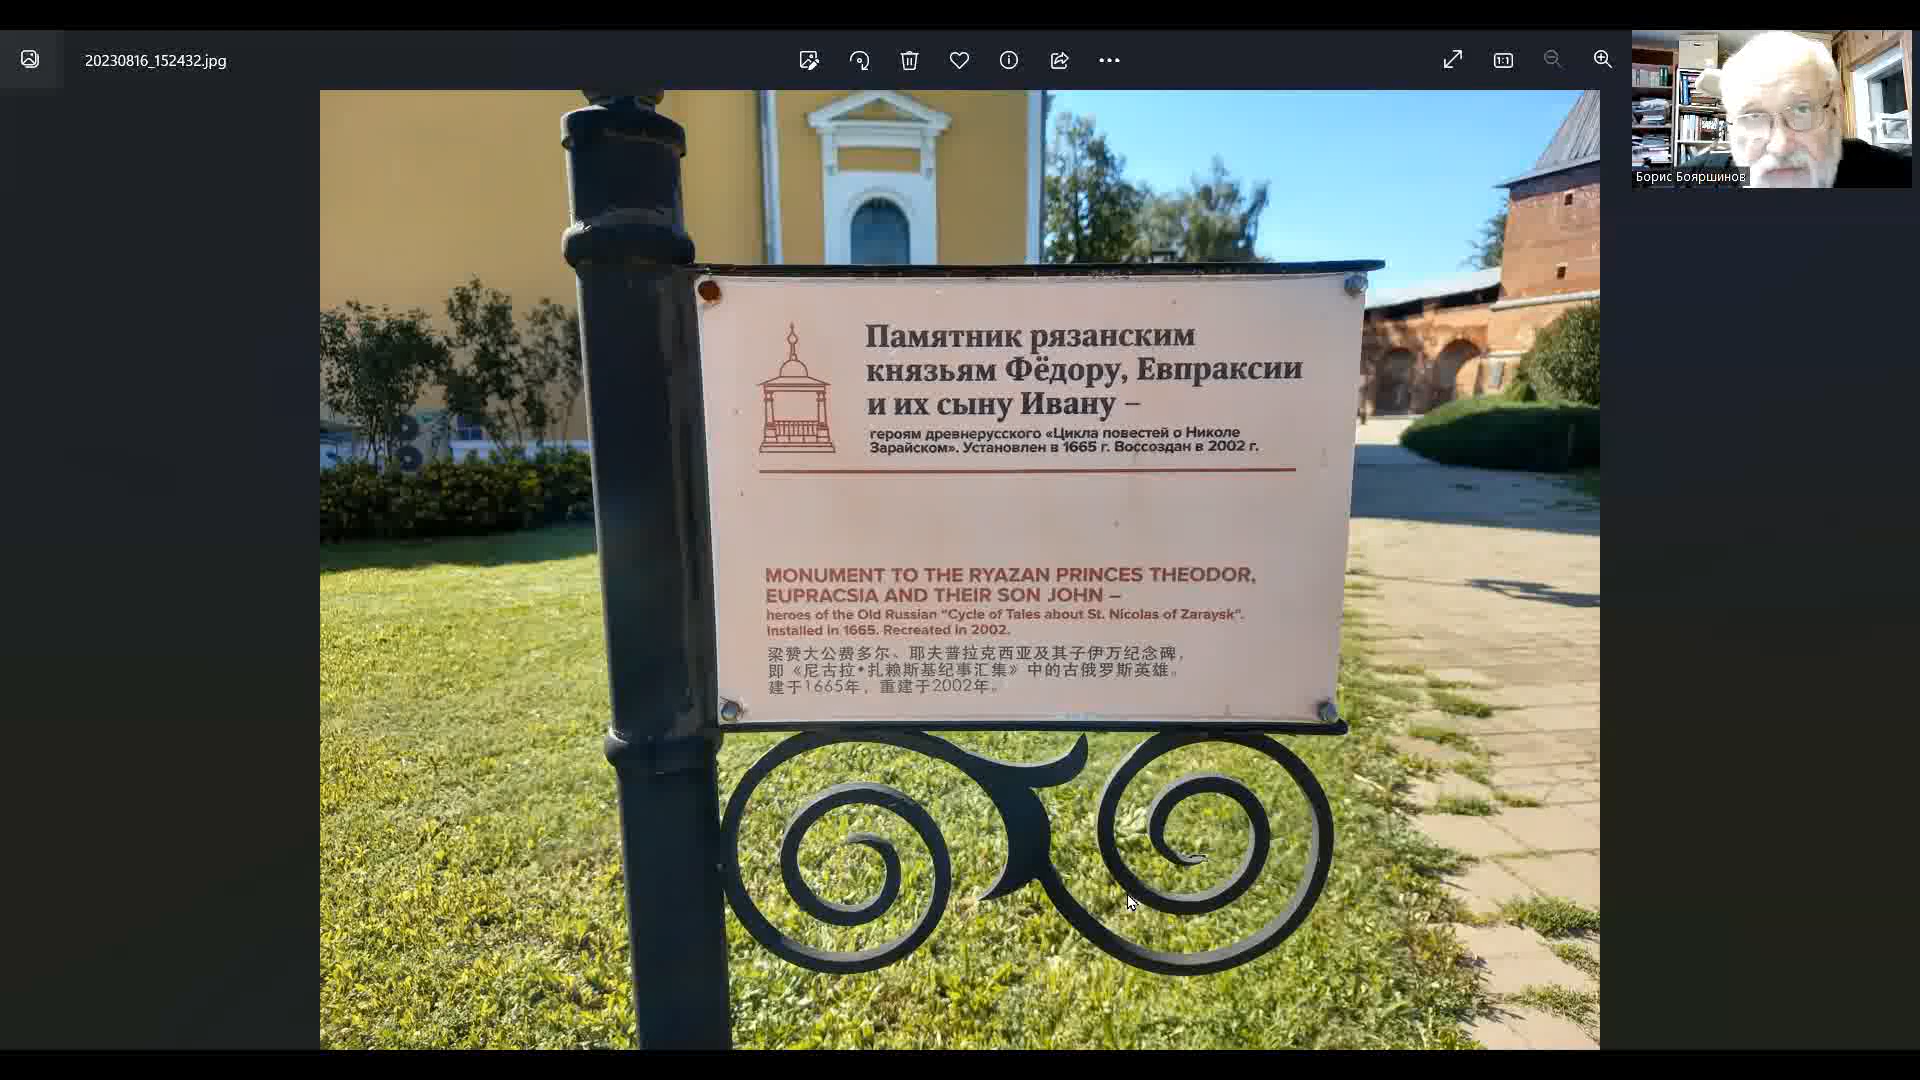 20230816_152432.jpg
Борис Бояршинов
Памятник рязанским
князьям Фёдору, Евпраксии
и их сыну Ивану –
героям древнерусского «Цикла повестей о Николе
Зарайском». Установлен в 1665 г. Воссоздан в 2002 г.
MONUMENT TO THE RYAZAN PRINCES THEODOR,
EUPRACSIA AND THEIR SON JOHN –
heroes of the Old Russian "Cycle of Tales about St. Nicolas of Zaraysk".
Installed in 1665. Recreated in 2002.
梁赞大公费多尔、耶夫普拉克西亚及其子伊万纪念碑，
即《尼古拉•扎赖斯基纪事汇集》中的古俄罗斯英雄。
建于1665年，重建于2002年。